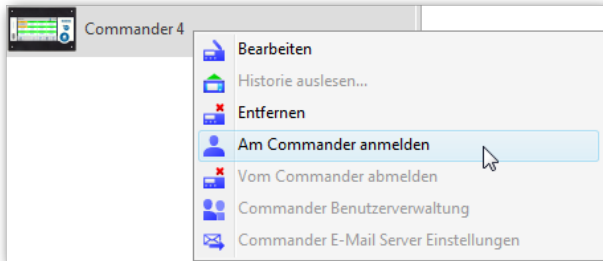 Commander 4
Bearbeiten
Historie auslesen...
Entfernen
Am Commander anmelden
Vom Commander abmelden
Commander Benutzerverwaltung
Commander E-Mail Server Einstellungen